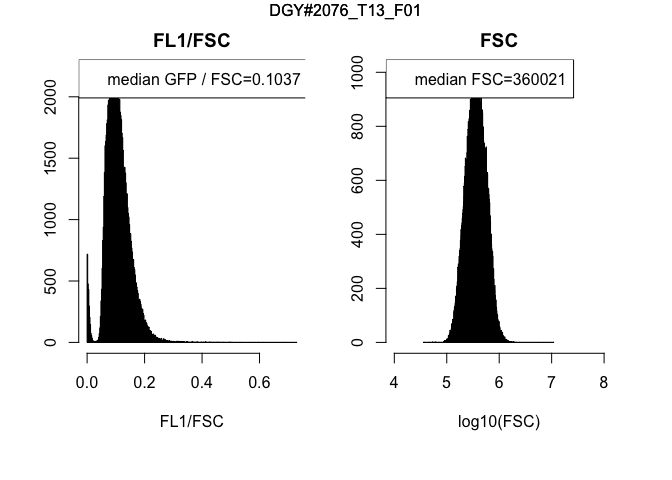 DGY#2076_T13_F01
FL1/FSC
median GFP / FSC=0.1037
0
500
1000
1500
2000
0.0 0.2 0.4 0.6
FL1/FSC
FSC
median FSC=360021
0
200
400
600
800
1000
4 5 6 7 8
log10(FSC)